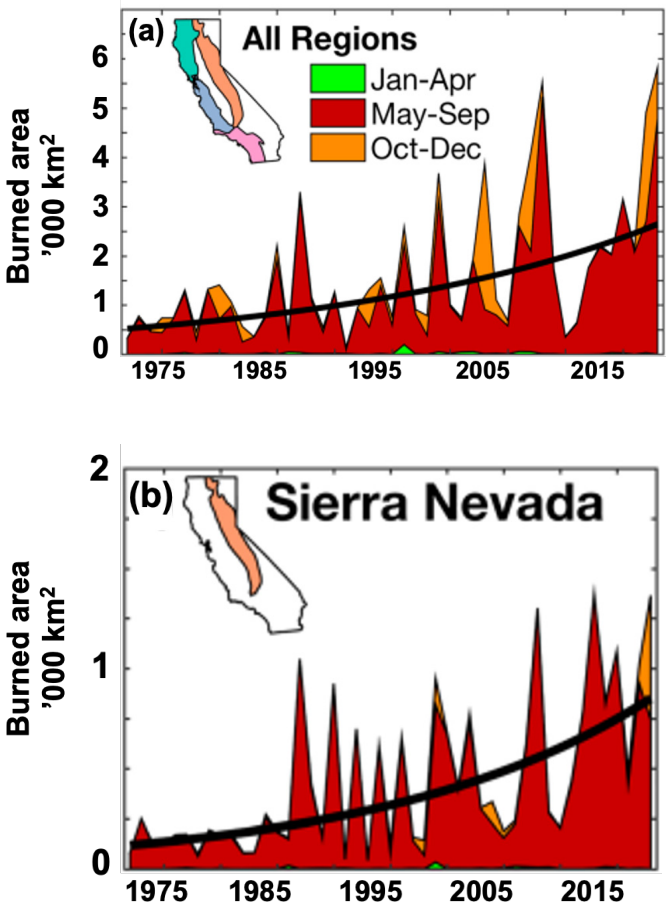 (a)
All Regions
Jan-Apr
May-Sep
Oct-Dec
Burned area
'000 km²
6
5
4
3
2
1
0
1975 1985 1995 2005 2015
(b)
Sierra Nevada
Burned area
'000 km²
2
1
0
1975 1985 1995 2005 2015